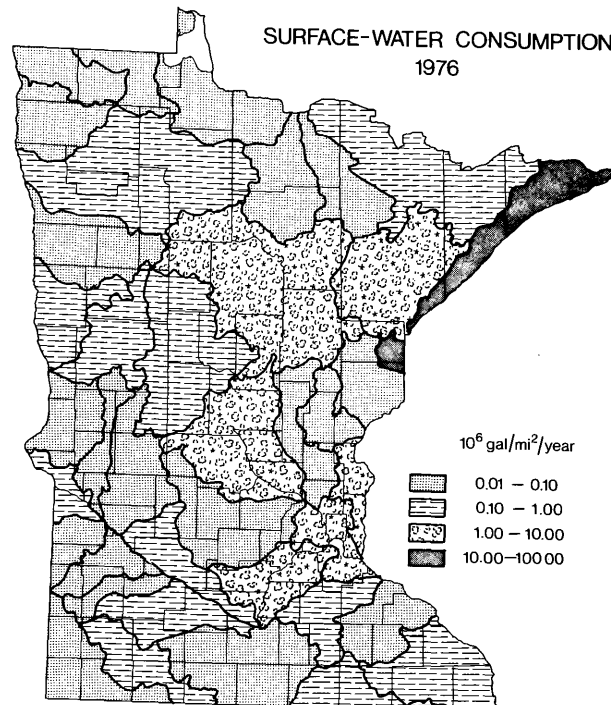 SURFACE-WATER CONSUMPTION
1976
10⁶ gal/mi²/year
0.01 – 0.10
0.10 – 1.00
1.00 – 10.00
10.00–100.00